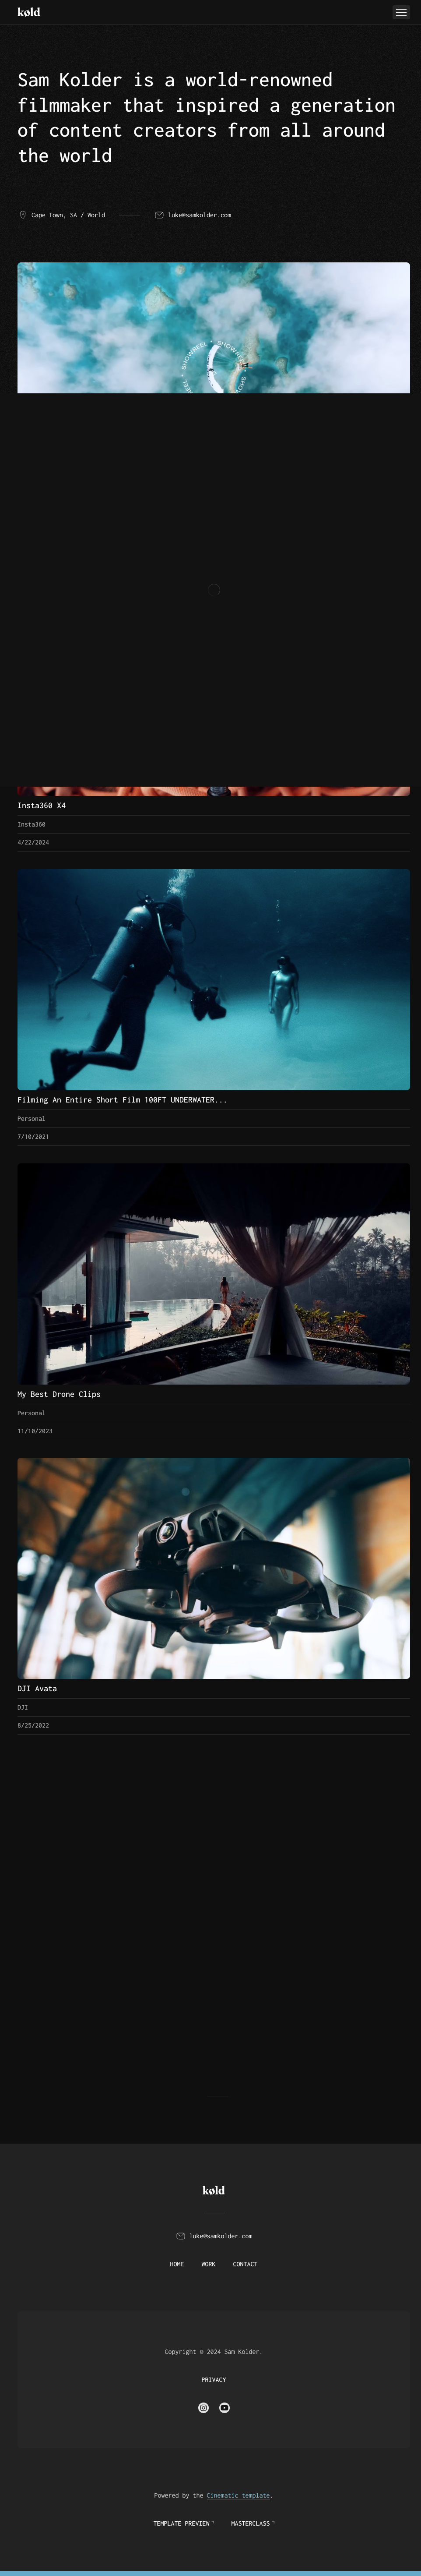 køld
Sam Kolder is a world-renowned
filmmaker that inspired a generation
of content creators from all around
the world
Cape Town, SA / World
luke@samkolder.com
SHOWREEL • SHOWREEL •
Insta360 X4
Insta360
4/22/2024
Filming An Entire Short Film 100FT UNDERWATER...
Personal
7/10/2021
My Best Drone Clips
Personal
11/10/2023
DJI Avata
DJI
8/25/2022
køld
luke@samkolder.com
HOME WORK CONTACT
Copyright © 2024 Sam Kolder.
PRIVACY
Powered by the Cinematic template.
TEMPLATE PREVIEW MASTERCLASS